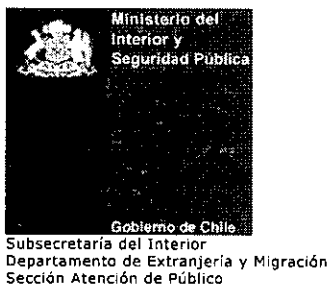 Ministerio del
Interior y
Seguridad Pública
Gobierno de Chile
Subsecretaría del Interior
Departamento de Extranjería y Migración
Sección Atención de Público